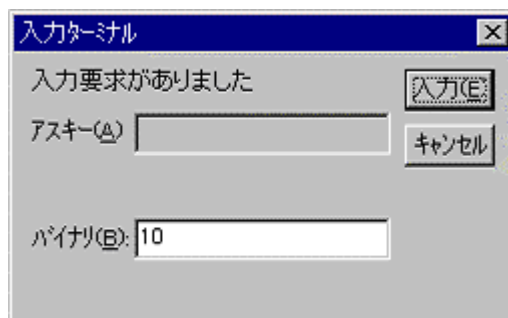 入力ターミナル
入力要求がありました
入力(E)
アスキー(A)
キャンセル
バイナリ(B): 10